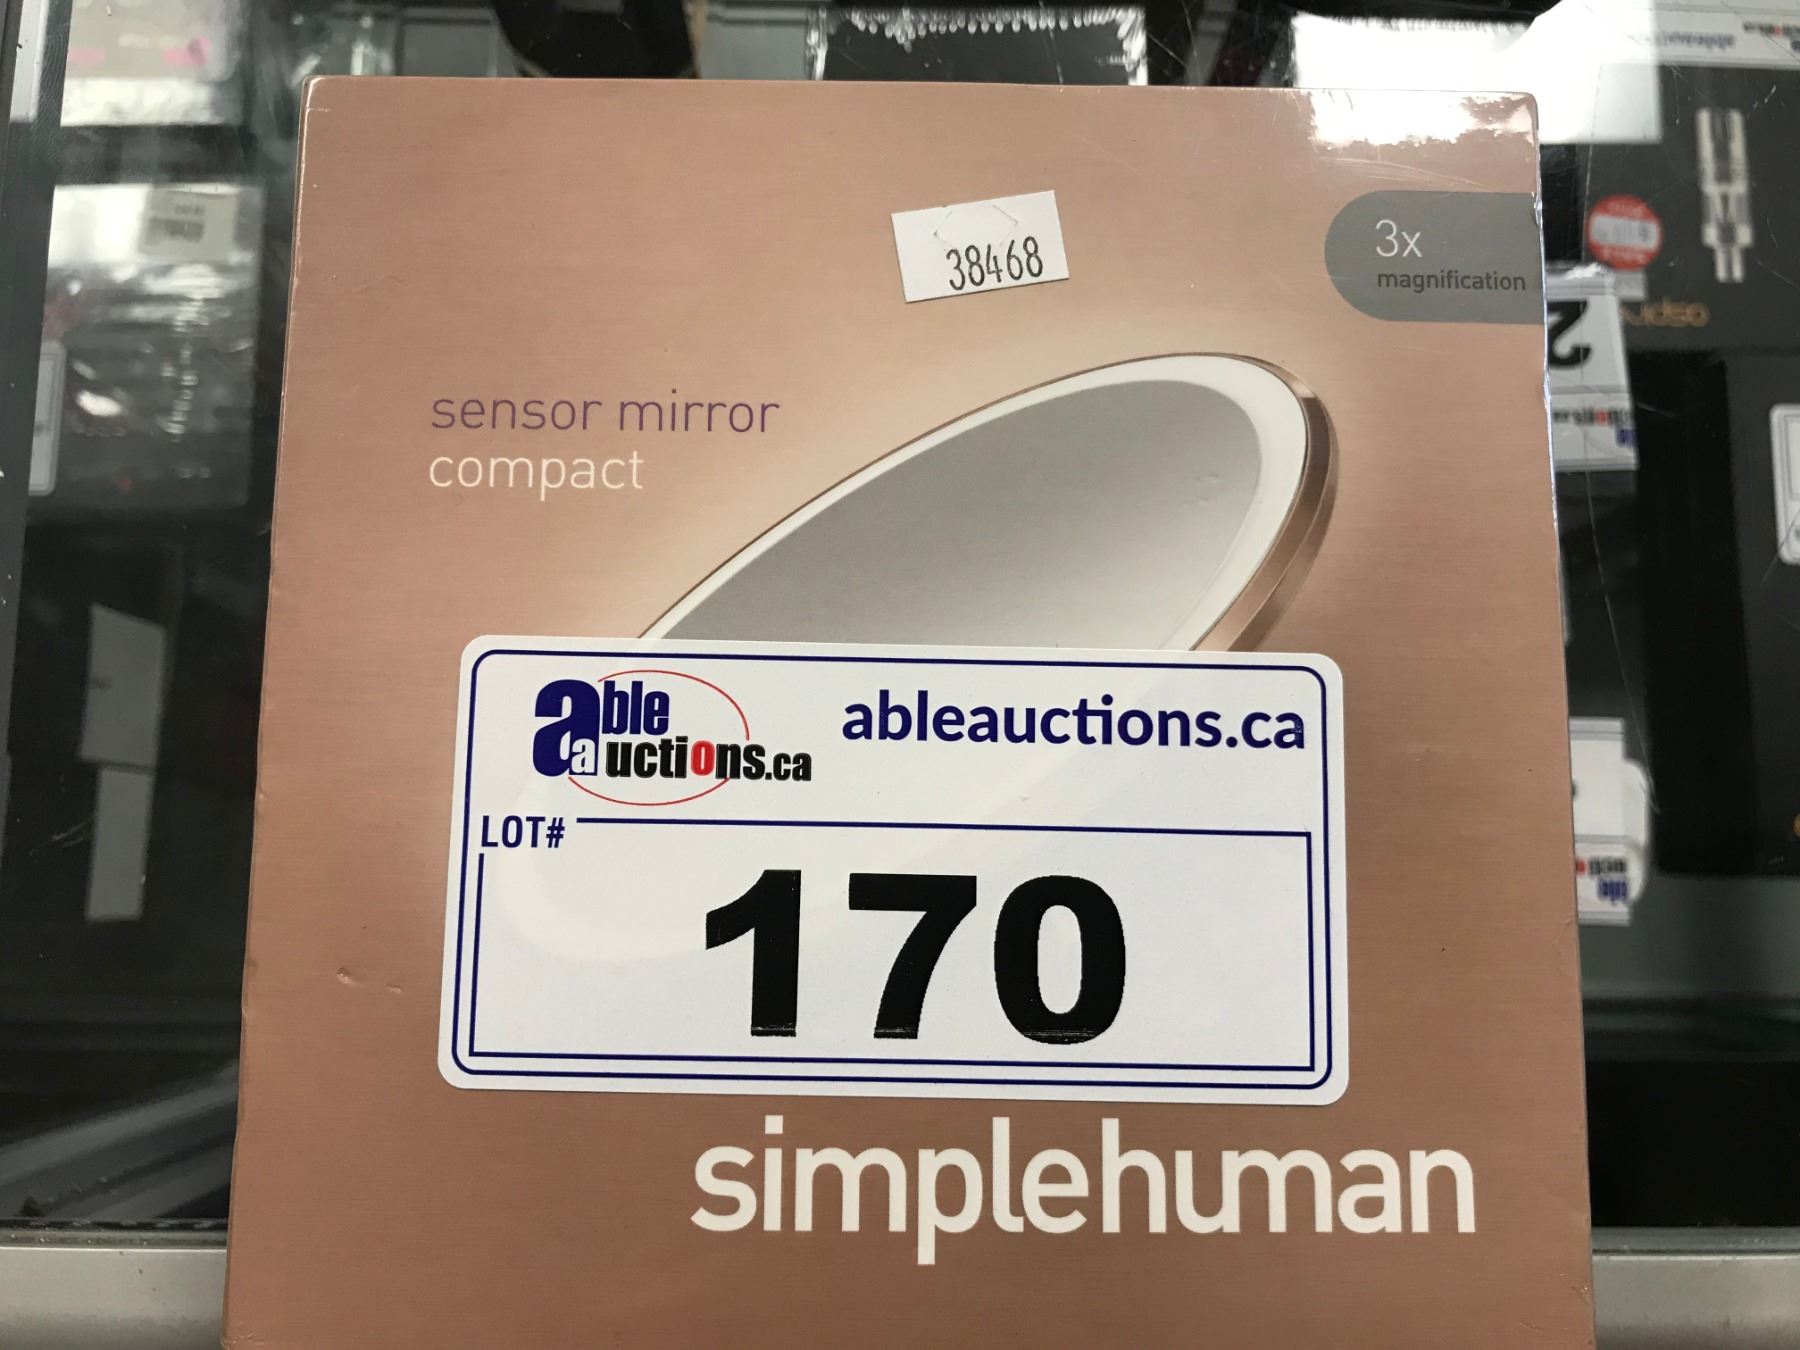 38468
3x
magnification
sensor mirror
compact
able
auctions.ca
ableauctions.ca
LOT#
170
simplehuman